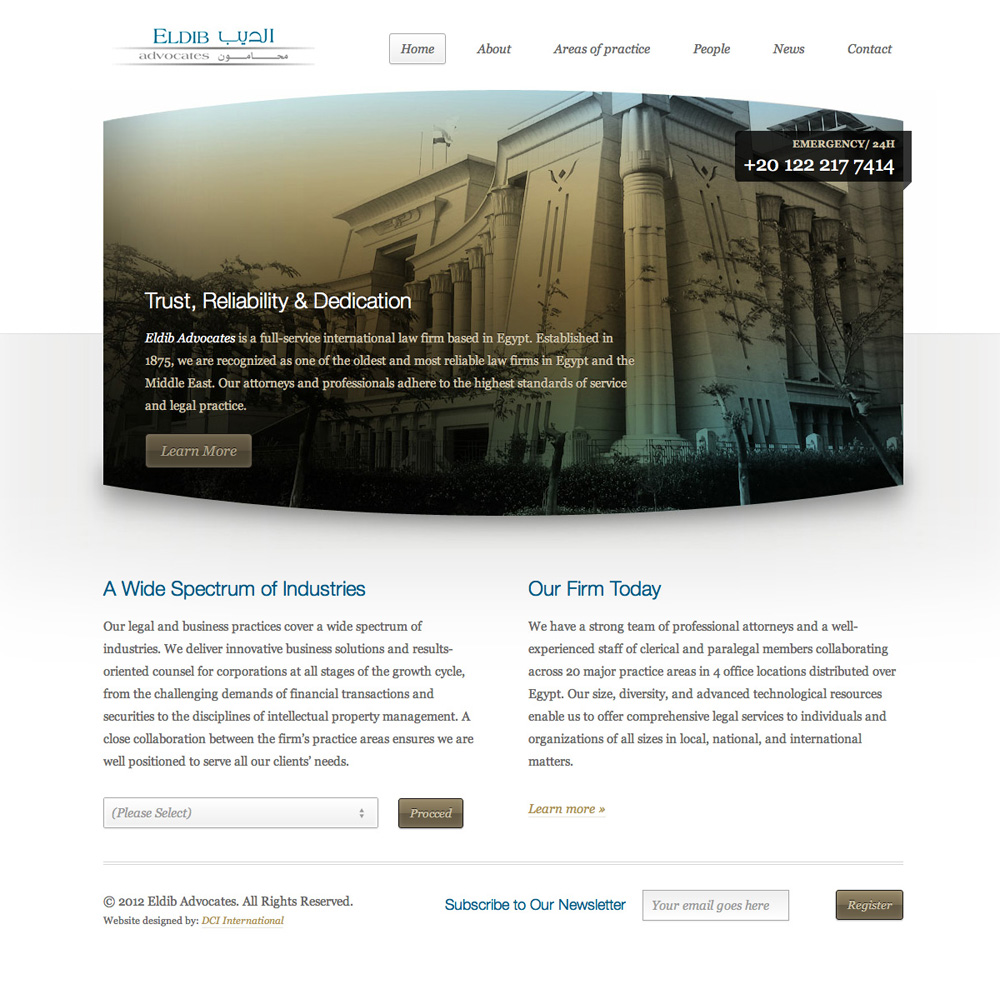 ELDIB الديب
advocates محامون
Home
About
Areas of practice
People
News
Contact
EMERGENCY/ 24H
+20 122 217 7414
Trust, Reliability & Dedication
Eldib Advocates is a full-service international law firm based in Egypt. Established in
1875, we are recognized as one of the oldest and most reliable law firms in Egypt and the
Middle East. Our attorneys and professionals adhere to the highest standards of service
and legal practice.
Learn More
A Wide Spectrum of Industries
Our legal and business practices cover a wide spectrum of
industries. We deliver innovative business solutions and results-
oriented counsel for corporations at all stages of the growth cycle,
from the challenging demands of financial transactions and
securities to the disciplines of intellectual property management. A
close collaboration between the firm's practice areas ensures we are
well positioned to serve all our clients' needs.
(Please Select)
Procced
Our Firm Today
We have a strong team of professional attorneys and a well-
experienced staff of clerical and paralegal members collaborating
across 20 major practice areas in 4 office locations distributed over
Egypt. Our size, diversity, and advanced technological resources
enable us to offer comprehensive legal services to individuals and
organizations of all sizes in local, national, and international
matters.
Learn more »
© 2012 Eldib Advocates. All Rights Reserved.
Website designed by: DCI International
Subscribe to Our Newsletter
Your email goes here
Register